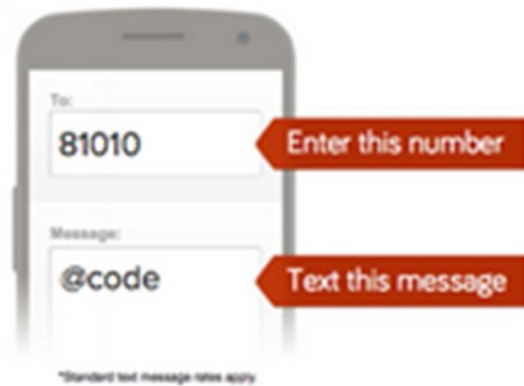 To:
81010
Enter this number
Message:
@code
Text this message
*Standard text message rates apply.